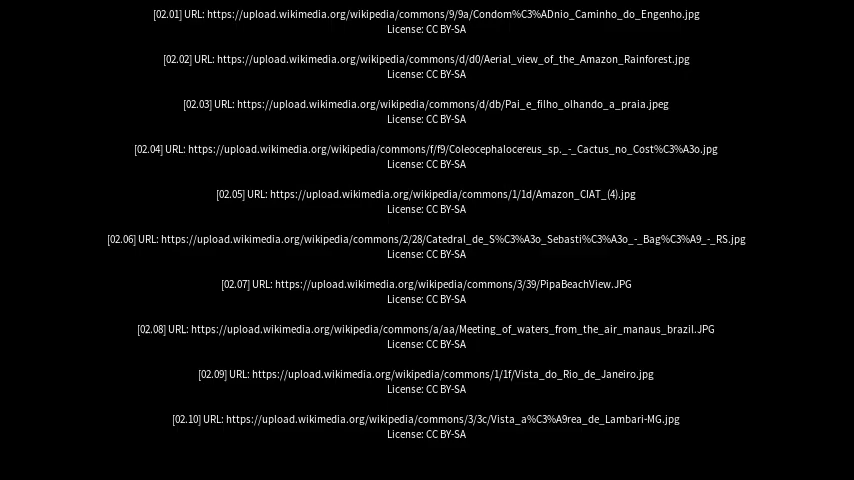 [02.01] URL: https://upload.wikimedia.org/wikipedia/commons/9/9a/Condom%C3%ADnio_Caminho_do_Engenho.jpg
License: CC BY-SA
[02.02] URL: https://upload.wikimedia.org/wikipedia/commons/d/d0/Aerial_view_of_the_Amazon_Rainforest.jpg
License: CC BY-SA
[02.03] URL: https://upload.wikimedia.org/wikipedia/commons/d/db/Pai_e_filho_olhando_a_praia.jpeg
License: CC BY-SA
[02.04] URL: https://upload.wikimedia.org/wikipedia/commons/f/f9/Coleocephalocereus_sp._-_Cactus_no_Cost%C3%A3o.jpg
License: CC BY-SA
[02.05] URL: https://upload.wikimedia.org/wikipedia/commons/1/1d/Amazon_CIAT_(4).jpg
License: CC BY-SA
[02.06] URL: https://upload.wikimedia.org/wikipedia/commons/2/28/Catedral_de_S%C3%A3o_Sebasti%C3%A3o_-_Bag%C3%A9_-_RS.jpg
License: CC BY-SA
[02.07] URL: https://upload.wikimedia.org/wikipedia/commons/3/39/PipaBeachView.JPG
License: CC BY-SA
[02.08] URL: https://upload.wikimedia.org/wikipedia/commons/a/aa/Meeting_of_waters_from_the_air_manaus_brazil.JPG
License: CC BY-SA
[02.09] URL: https://upload.wikimedia.org/wikipedia/commons/1/1f/Vista_do_Rio_de_Janeiro.jpg
License: CC BY-SA
[02.10] URL: https://upload.wikimedia.org/wikipedia/commons/3/3c/Vista_a%C3%A9rea_de_Lambari-MG.jpg
License: CC BY-SA